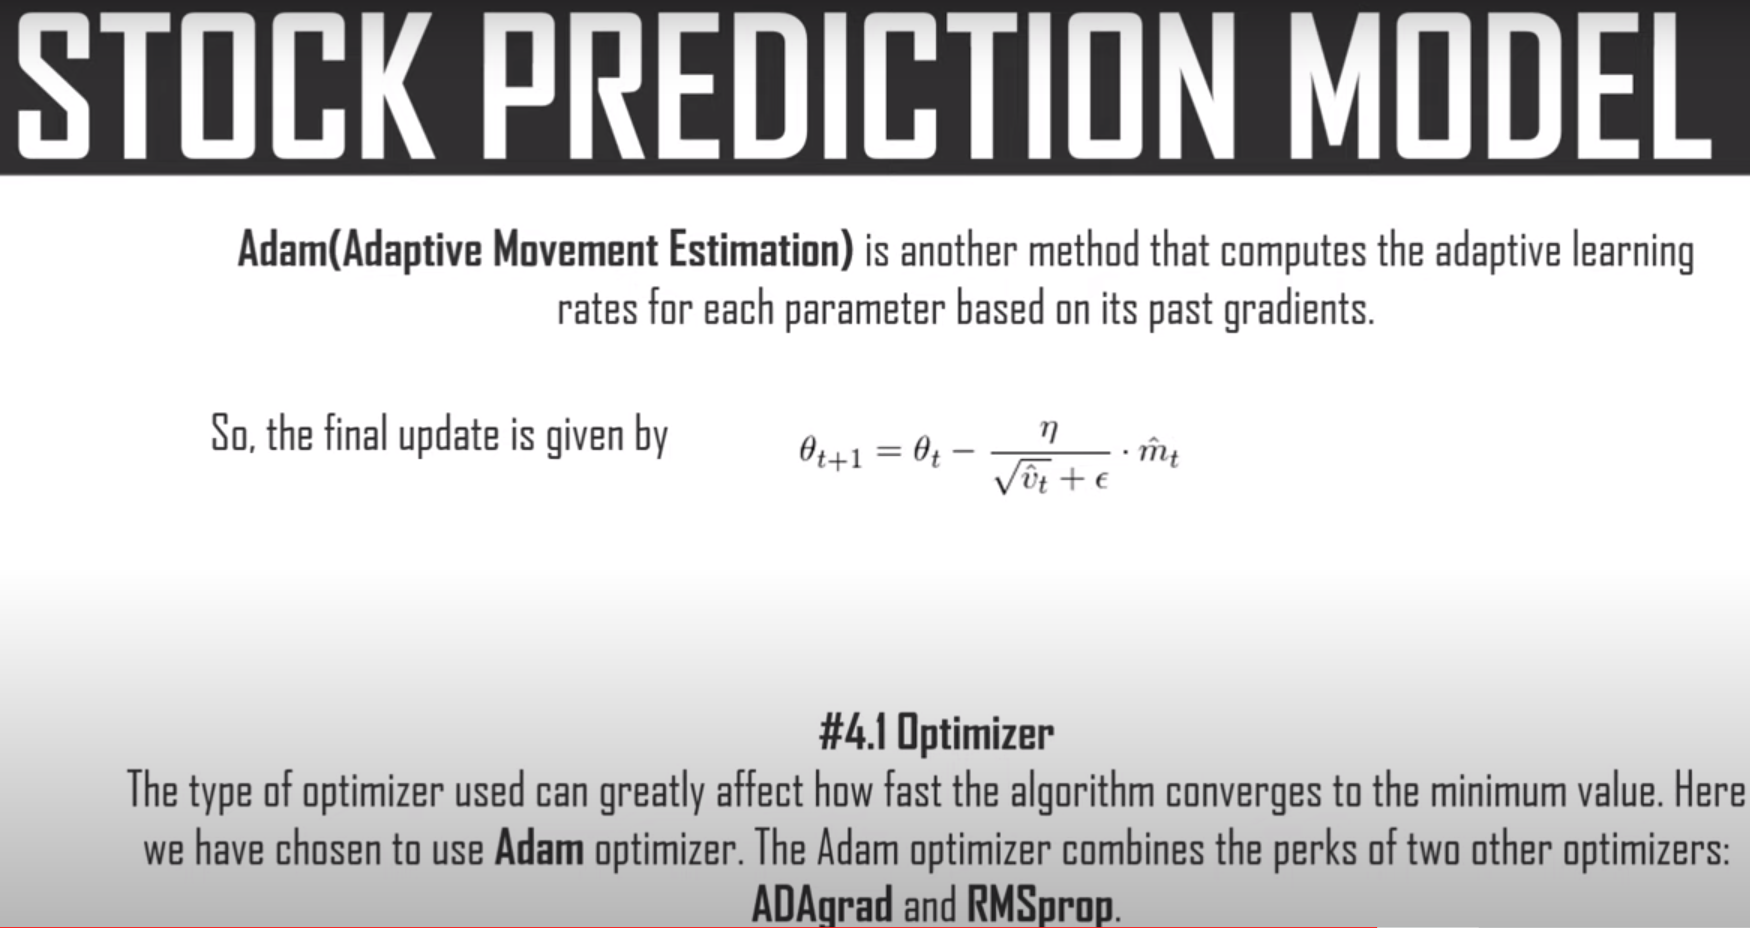 STOCK PREDICTION MODEL
Adam(Adaptive Movement Estimation) is another method that computes the adaptive learning
rates for each parameter based on its past gradients.
So, the final update is given by θ_{t+1} = θ_t − \frac{η}{\sqrt{\hat{v}_t} + ϵ} · \hat{m}_t
#4.1 Optimizer
The type of optimizer used can greatly affect how fast the algorithm converges to the minimum value. Here
we have chosen to use Adam optimizer. The Adam optimizer combines the perks of two other optimizers:
ADAgrad and RMSprop.